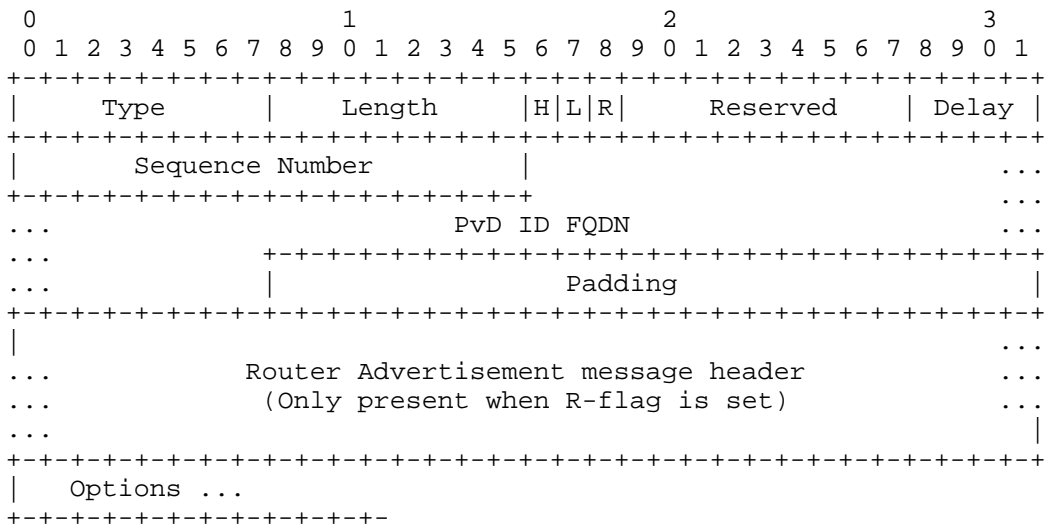 0                   1                   2                   3
 0 1 2 3 4 5 6 7 8 9 0 1 2 3 4 5 6 7 8 9 0 1 2 3 4 5 6 7 8 9 0 1
+-+-+-+-+-+-+-+-+-+-+-+-+-+-+-+-+-+-+-+-+-+-+-+-+-+-+-+-+-+-+-+-+
|     Type      |    Length     |H|L|R|     Reserved    | Delay |
+-+-+-+-+-+-+-+-+-+-+-+-+-+-+-+-+-+-+-+-+-+-+-+-+-+-+-+-+-+-+-+-+
|       Sequence Number         |                             ...
+-+-+-+-+-+-+-+-+-+-+-+-+-+-+-+-+                             ...
...                         PvD ID FQDN                       ...
...             +-+-+-+-+-+-+-+-+-+-+-+-+-+-+-+-+-+-+-+-+-+-+-+-+
...             |                  Padding                      |
+-+-+-+-+-+-+-+-+-+-+-+-+-+-+-+-+-+-+-+-+-+-+-+-+-+-+-+-+-+-+-+-+
|                                                             ...
...            Router Advertisement message header            ...
...             (Only present when R-flag is set)             ...
...                                                             |
+-+-+-+-+-+-+-+-+-+-+-+-+-+-+-+-+-+-+-+-+-+-+-+-+-+-+-+-+-+-+-+-+
|   Options ...
+-+-+-+-+-+-+-+-+-+-+-+-